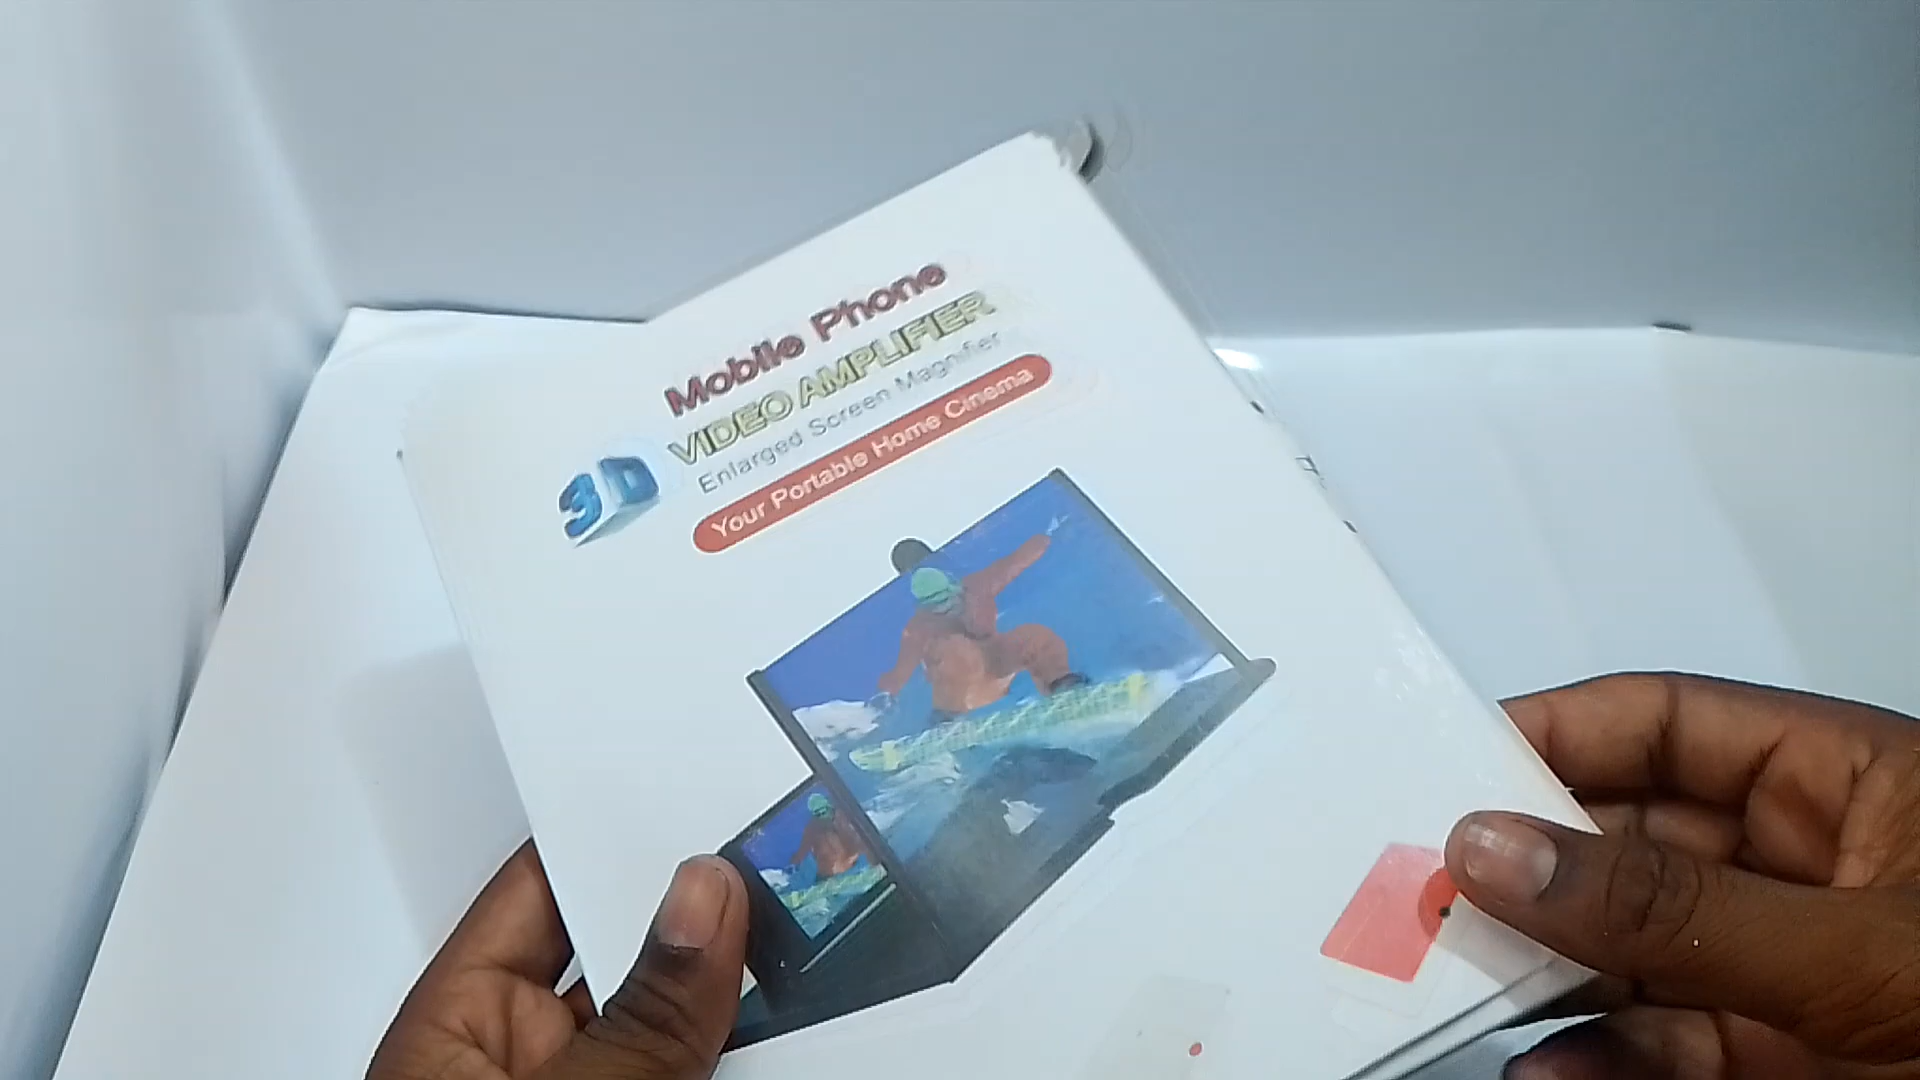 Mobile Phone
VIDEO AMPLIFIER
3D
Enlarged Screen Magnifier
Your Portable Home Cinema